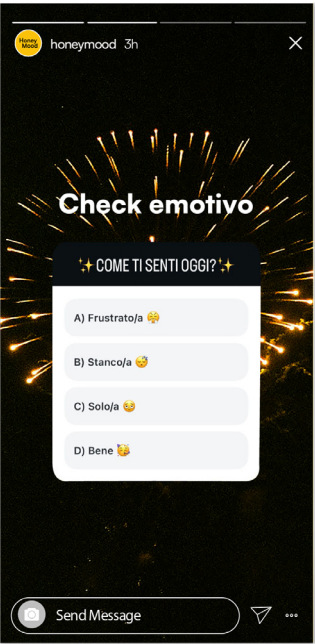 Honey
Mood
honeymood 3h
Check emotivo
✨COME TI SENTI OGGI?✨
A) Frustrato/a 😤
B) Stanco/a 😴
C) Solo/a 🥹
D) Bene 🥳
Send Message